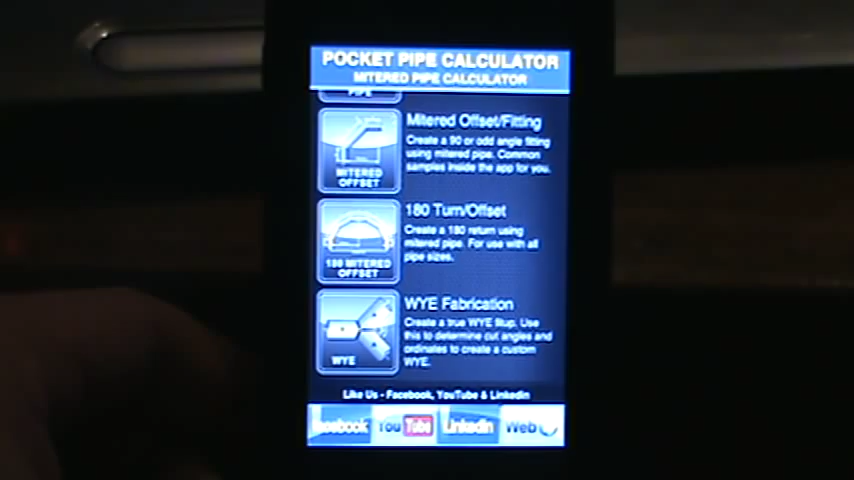 POCKET PIPE CALCULATOR
MITERED PIPE CALCULATOR
PIPE
Mitered Offset/Fitting
Create a 90 or odd angle fitting
using mitered pipe. Common
samples inside the app for you.
MITERED
OFFSET
180 Turn/Offset
Create a 180 return using
mitered pipe. For use with all
pipe sizes.
180 MITERED
OFFSET
WYE Fabrication
Create a true WYE fitup. Use
this to determine cut angles and
ordinates to create a custom
WYE.
WYE
Like Us - Facebook, YouTube & LinkedIn
facebook
You Tube
LinkedIn
Web